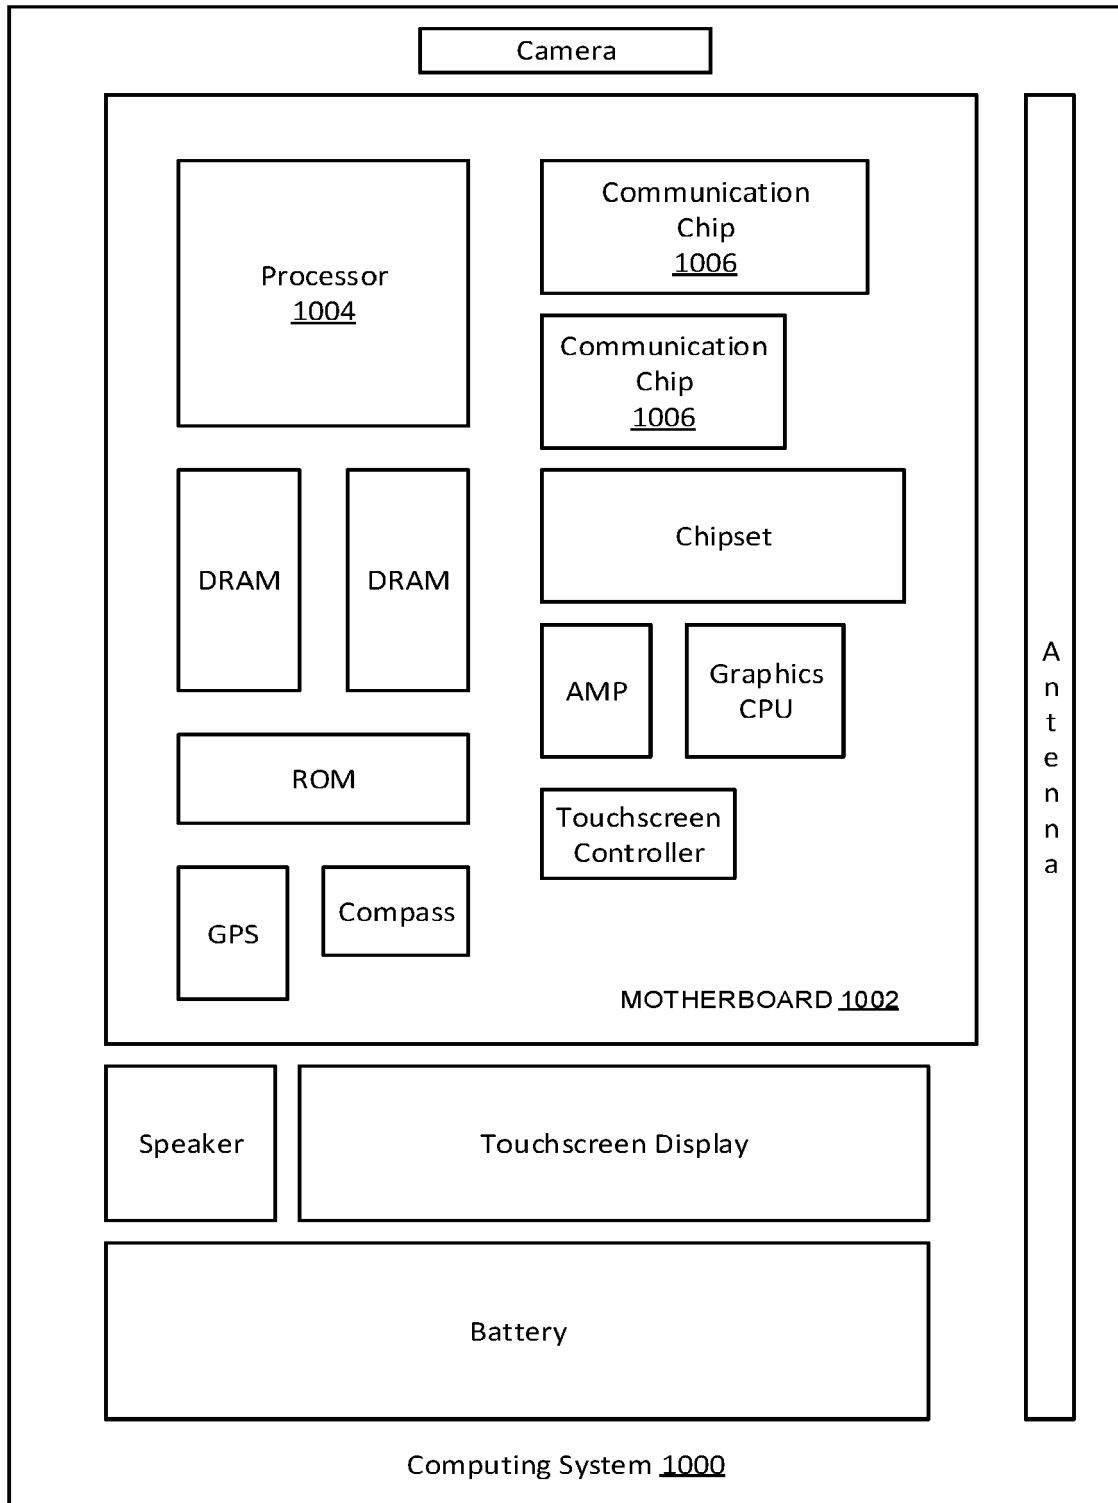 Camera
Processor
1004
Communication
Chip
1006
Communication
Chip
1006
DRAM
DRAM
Chipset
AMP
Graphics
CPU
ROM
Touchscreen
Controller
GPS
Compass
MOTHERBOARD 1002
Antenna
Speaker
Touchscreen Display
Battery
Computing System 1000